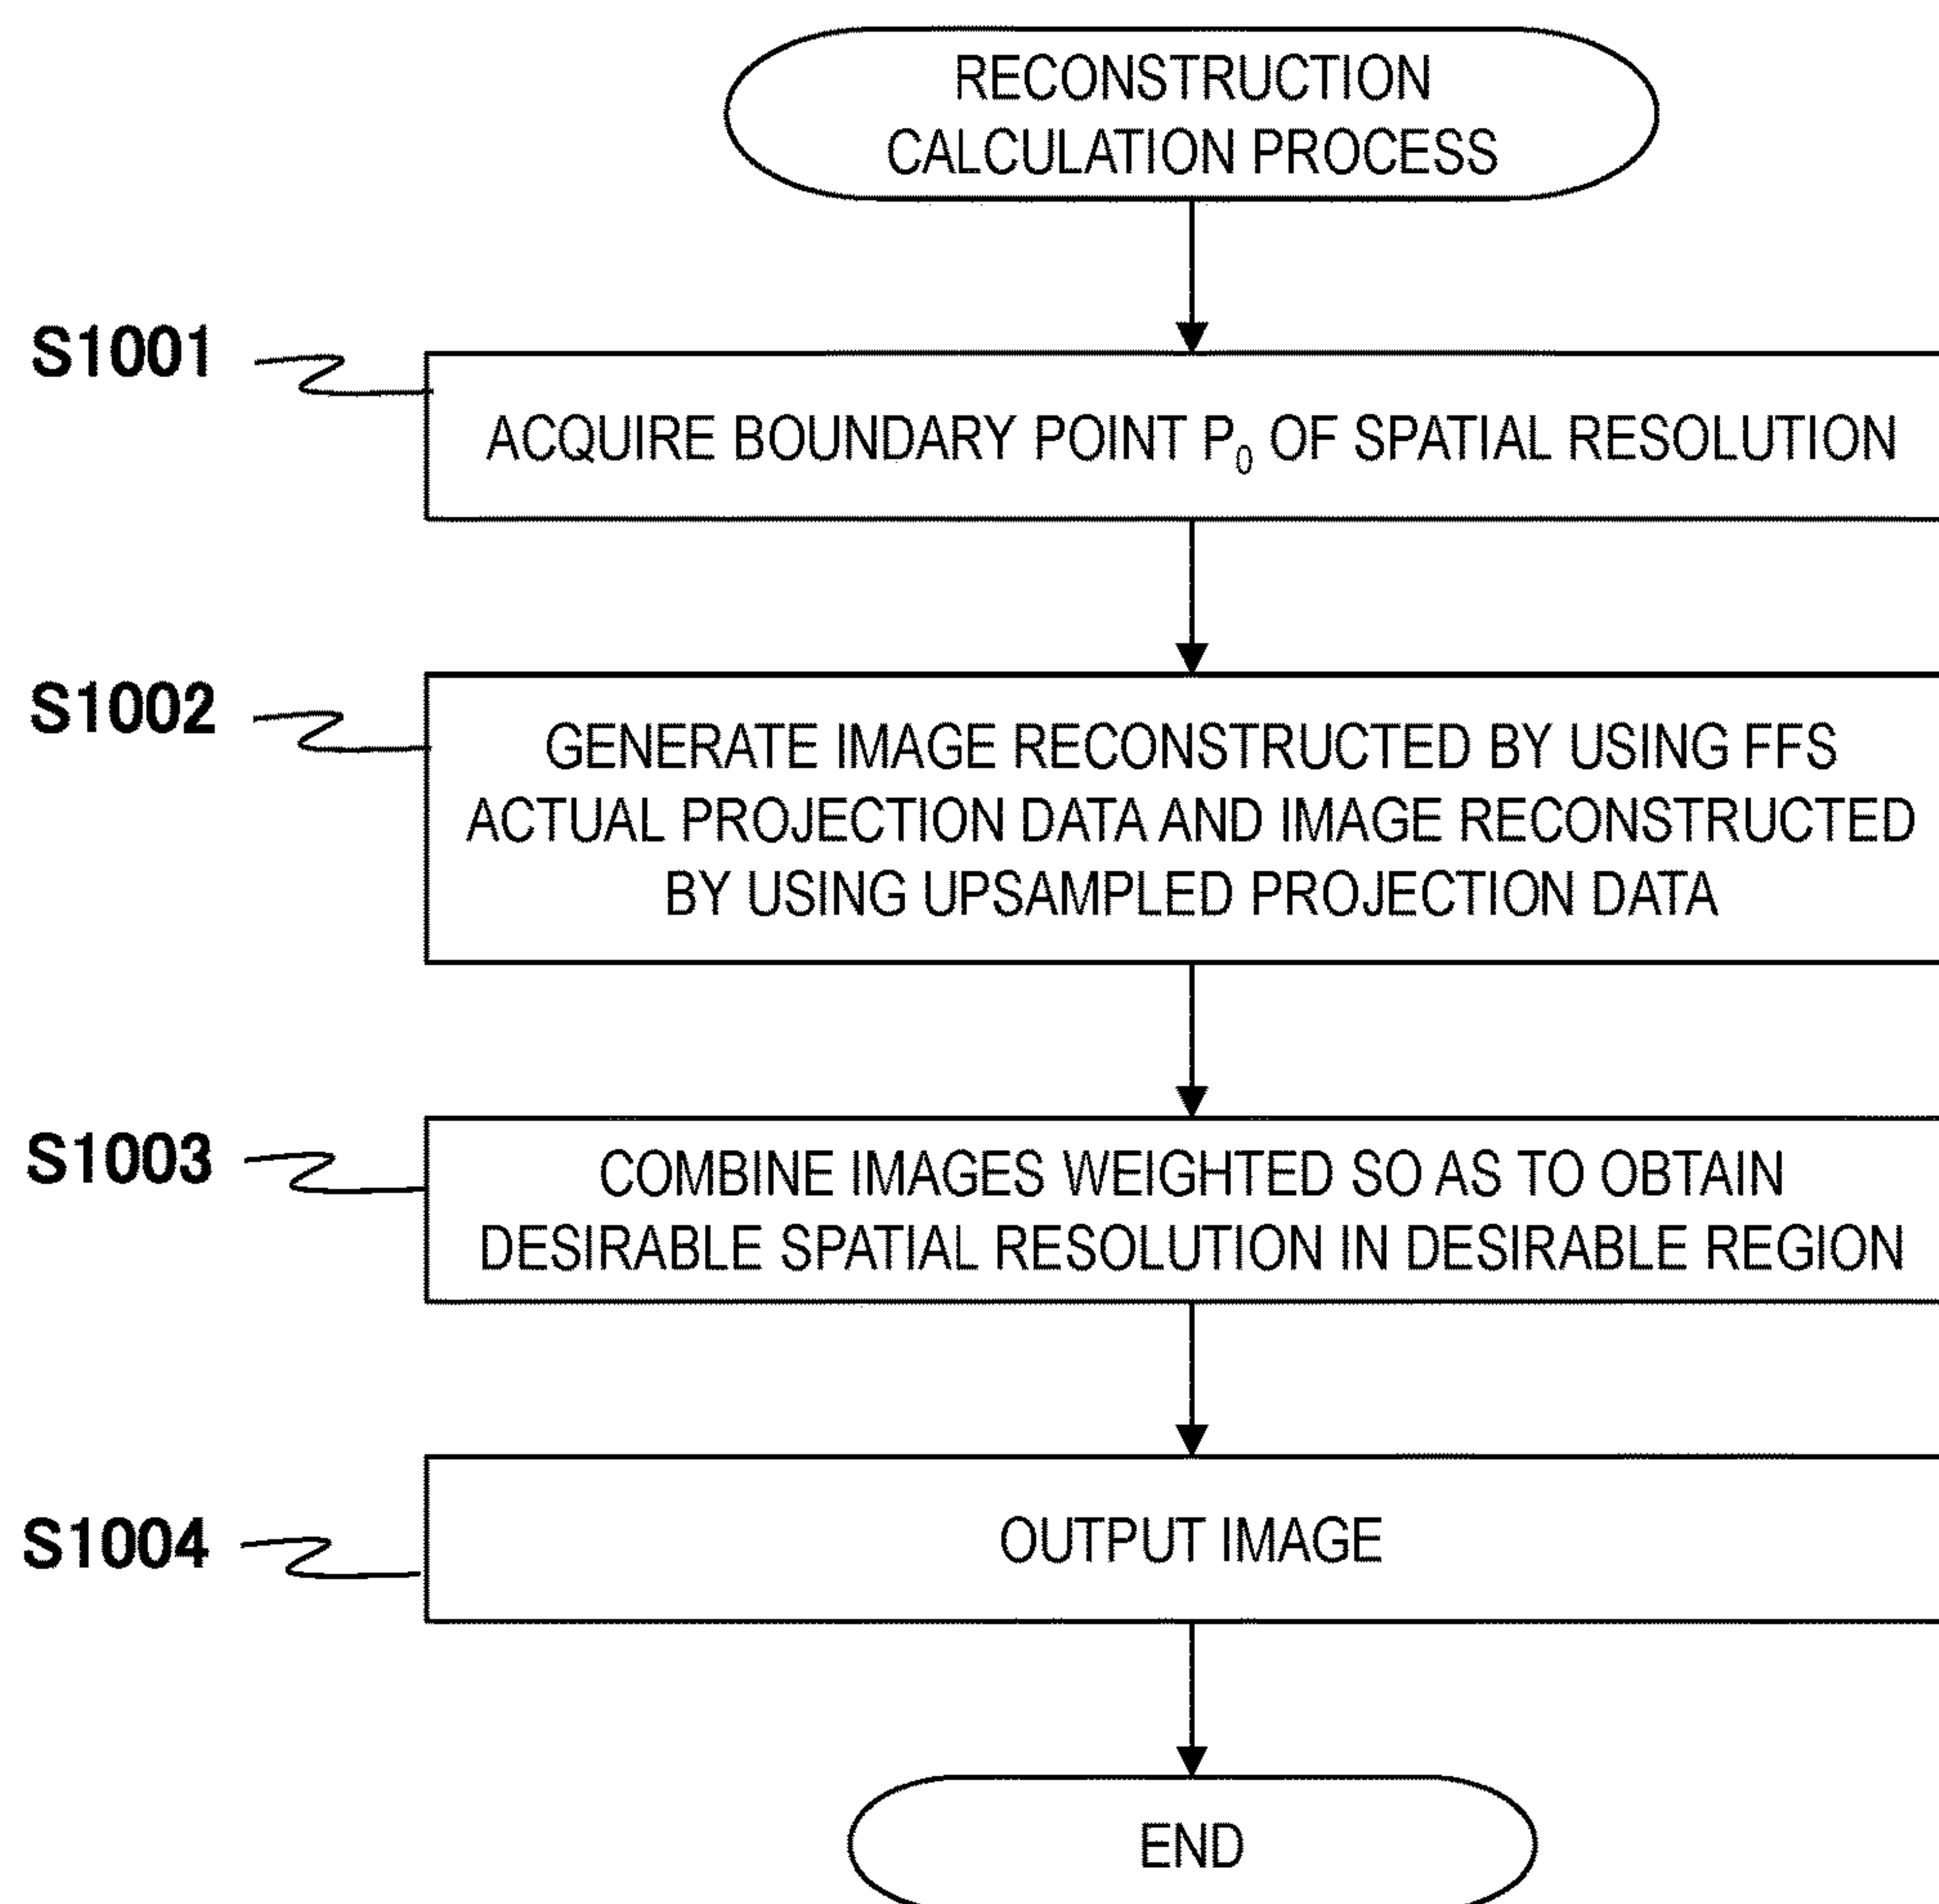 RECONSTRUCTION
CALCULATION PROCESS
S1001
ACQUIRE BOUNDARY POINT P₀ OF SPATIAL RESOLUTION
S1002
GENERATE IMAGE RECONSTRUCTED BY USING FFS
ACTUAL PROJECTION DATA AND IMAGE RECONSTRUCTED
BY USING UPSAMPLED PROJECTION DATA
S1003
COMBINE IMAGES WEIGHTED SO AS TO OBTAIN
DESIRABLE SPATIAL RESOLUTION IN DESIRABLE REGION
S1004
OUTPUT IMAGE
END